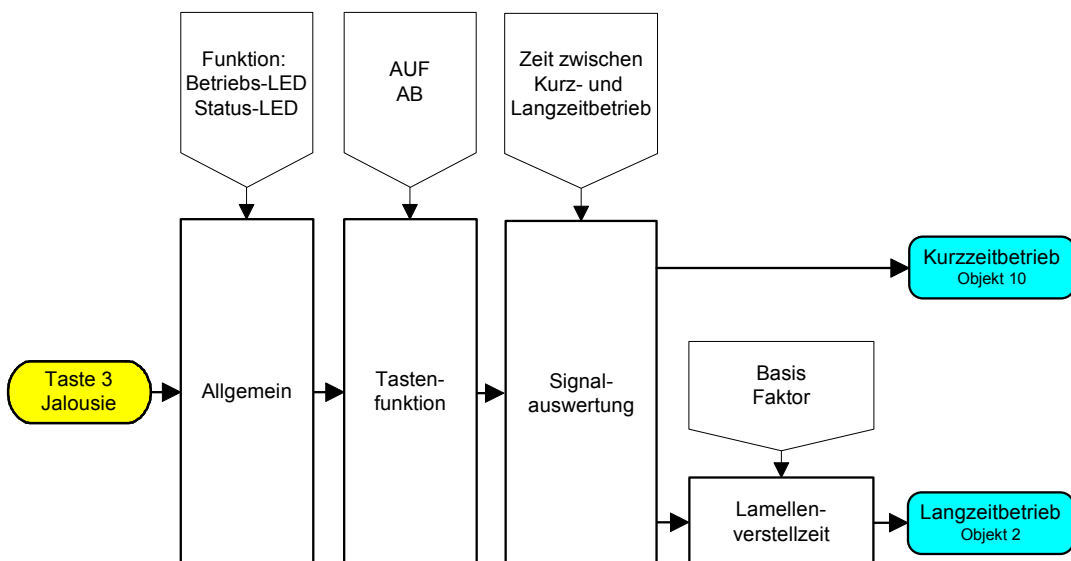 Funktion:
Betriebs-LED
Status-LED
AUF
AB
Zeit zwischen
Kurz- und
Langzeitbetrieb
Kurzzeitbetrieb
Objekt 10
Taste 3
Jalousie
Allgemein
Tasten-
funktion
Signal-
auswertung
Basis
Faktor
Lamellen-
verstellzeit
Langzeitbetrieb
Objekt 2